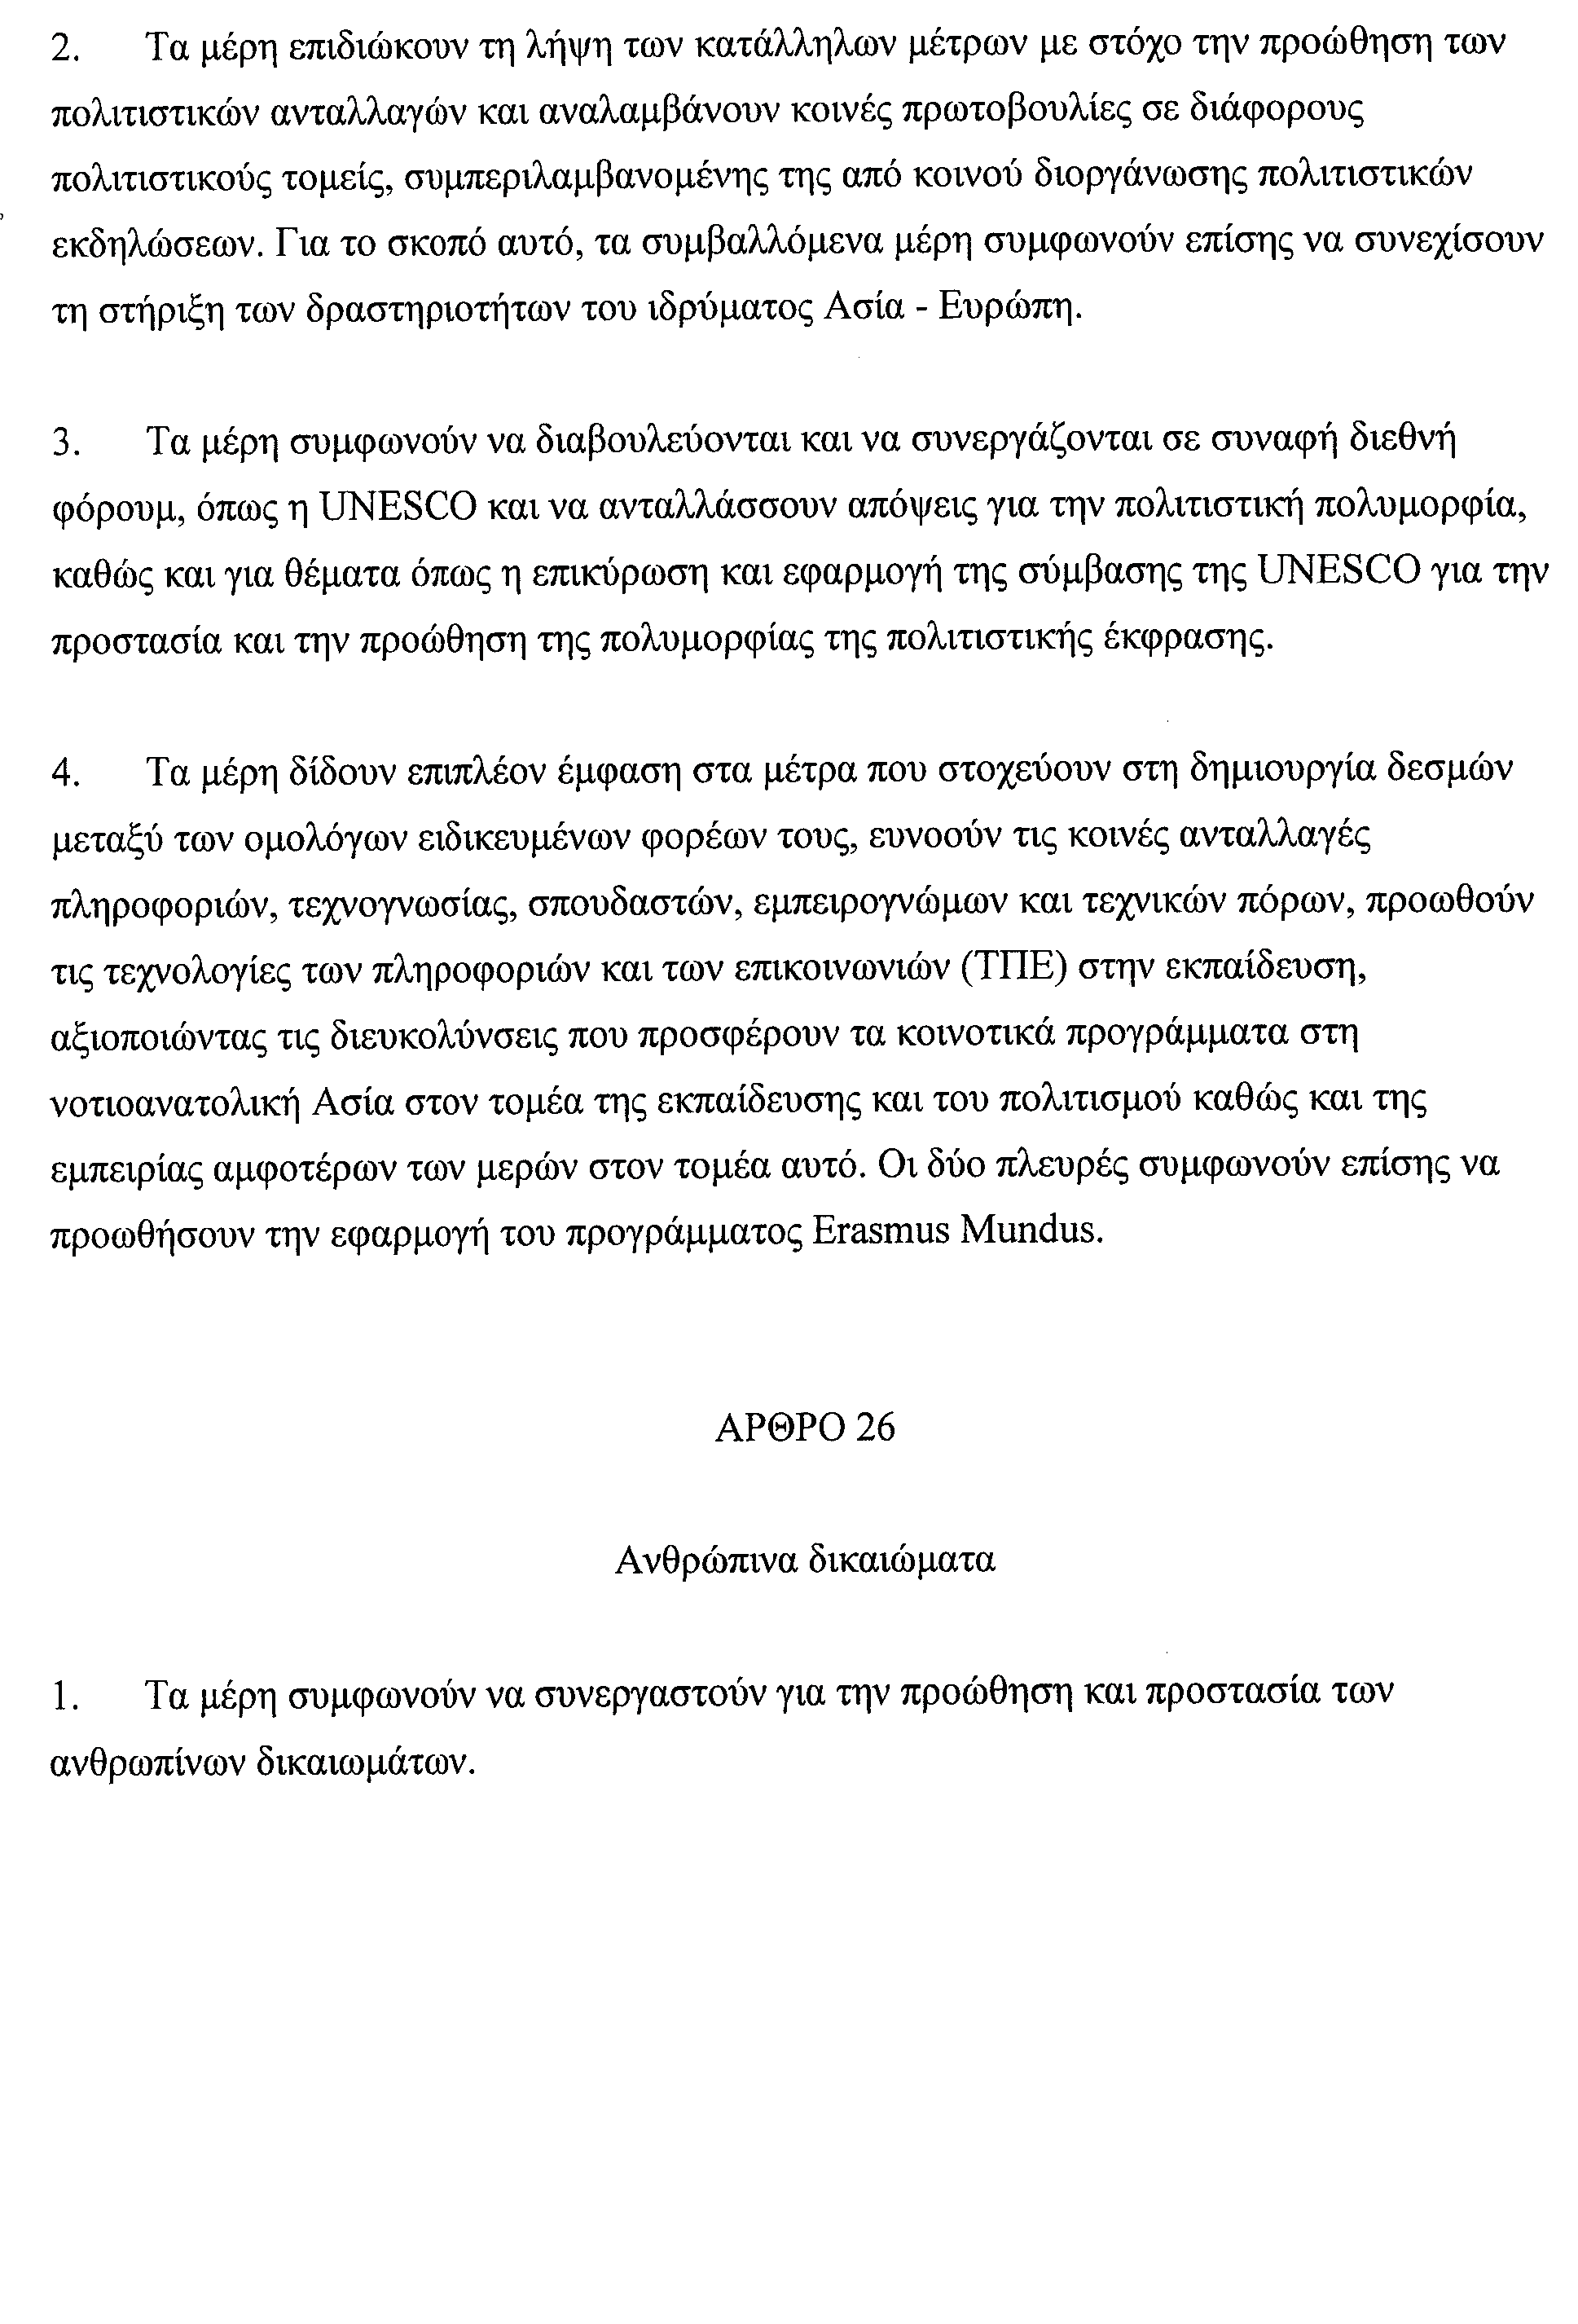 2. Τα μέρη επιδιώκουν τη λήψη των κατάλληλων μέτρων με στόχο την προώθηση των
πολιτιστικών ανταλλαγών και αναλαμβάνουν κοινές πρωτοβουλίες σε διάφορους
πολιτιστικούς τομείς, συμπεριλαμβανομένης της από κοινού διοργάνωσης πολιτιστικών
εκδηλώσεων. Για το σκοπό αυτό, τα συμβαλλόμενα μέρη συμφωνούν επίσης να συνεχίσουν
τη στήριξη των δραστηριοτήτων του ιδρύματος Ασία - Ευρώπη.
3. Τα μέρη συμφωνούν να διαβουλεύονται και να συνεργάζονται σε συναφή διεθνή
φόρουμ, όπως η UNESCO και να ανταλλάσσουν απόψεις για την πολιτιστική πολυμορφία,
καθώς και για θέματα όπως η επικύρωση και εφαρμογή της σύμβασης της UNESCO για την
προστασία και την προώθηση της πολυμορφίας της πολιτιστικής έκφρασης.
4. Τα μέρη δίδουν επιπλέον έμφαση στα μέτρα που στοχεύουν στη δημιουργία δεσμών
μεταξύ των ομολόγων ειδικευμένων φορέων τους, ευνοούν τις κοινές ανταλλαγές
πληροφοριών, τεχνογνωσίας, σπουδαστών, εμπειρογνώμων και τεχνικών πόρων, προωθούν
τις τεχνολογίες των πληροφοριών και των επικοινωνιών (ΤΠΕ) στην εκπαίδευση,
αξιοποιώντας τις διευκολύνσεις που προσφέρουν τα κοινοτικά προγράμματα στη
νοτιοανατολική Ασία στον τομέα της εκπαίδευσης και του πολιτισμού καθώς και της
εμπειρίας αμφοτέρων των μερών στον τομέα αυτό. Οι δύο πλευρές συμφωνούν επίσης να
προωθήσουν την εφαρμογή του προγράμματος Erasmus Mundus.
ΑΡΘΡΟ 26
Ανθρώπινα δικαιώματα
1. Τα μέρη συμφωνούν να συνεργαστούν για την προώθηση και προστασία των
ανθρωπίνων δικαιωμάτων.